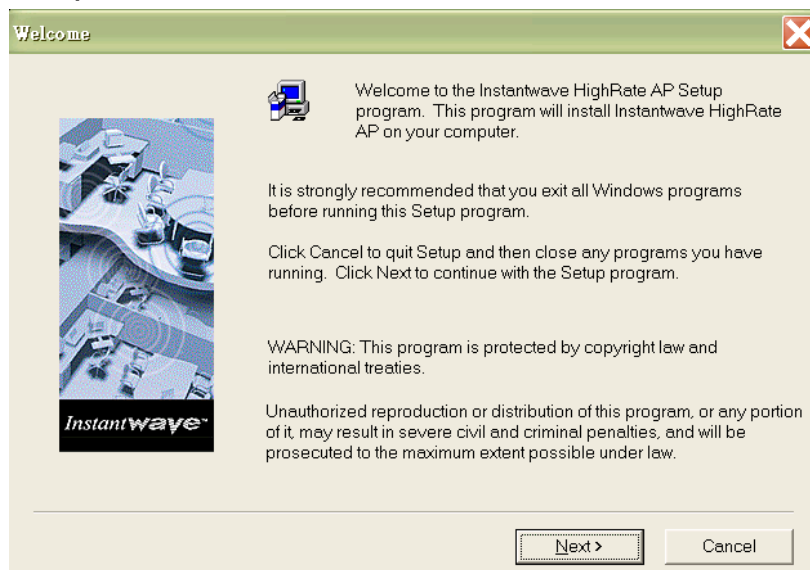 Welcome
Welcome to the Instantwave HighRate AP Setup
program. This program will install Instantwave HighRate
AP on your computer.
It is strongly recommended that you exit all Windows programs
before running this Setup program.
Click Cancel to quit Setup and then close any programs you have
running. Click Next to continue with the Setup program.
WARNING: This program is protected by copyright law and
international treaties.
Instantwave
Unauthorized reproduction or distribution of this program, or any portion
of it, may result in severe civil and criminal penalties, and will be
prosecuted to the maximum extent possible under law.
Next >
Cancel